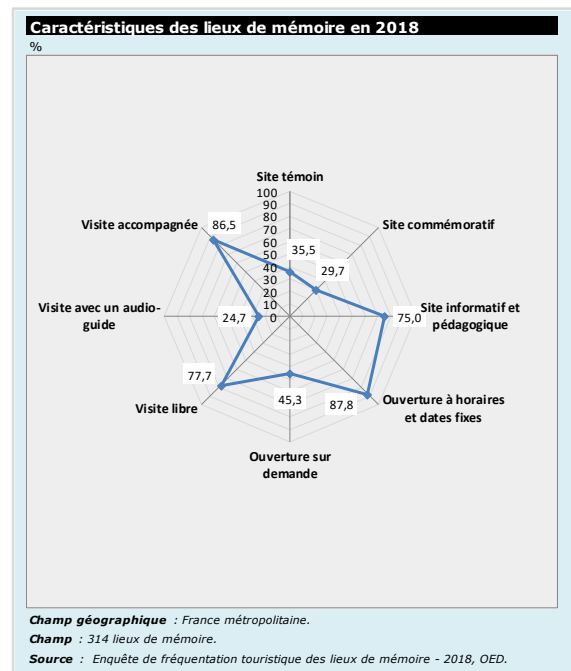 Caractéristiques des lieux de mémoire en 2018
%
Site témoin
100
90
80
70
60
50
40
30
20
10
0
Visite accompagnée
86,5
35,5
Site commémoratif
29,7
Visite avec un audio-
guide
24,7
75,0
Site informatif et
pédagogique
77,7
45,3
87,8
Visite libre
Ouverture à horaires
et dates fixes
Ouverture sur
demande
Champ géographique : France métropolitaine.
Champ : 314 lieux de mémoire.
Source : Enquête de fréquentation touristique des lieux de mémoire - 2018, OED.